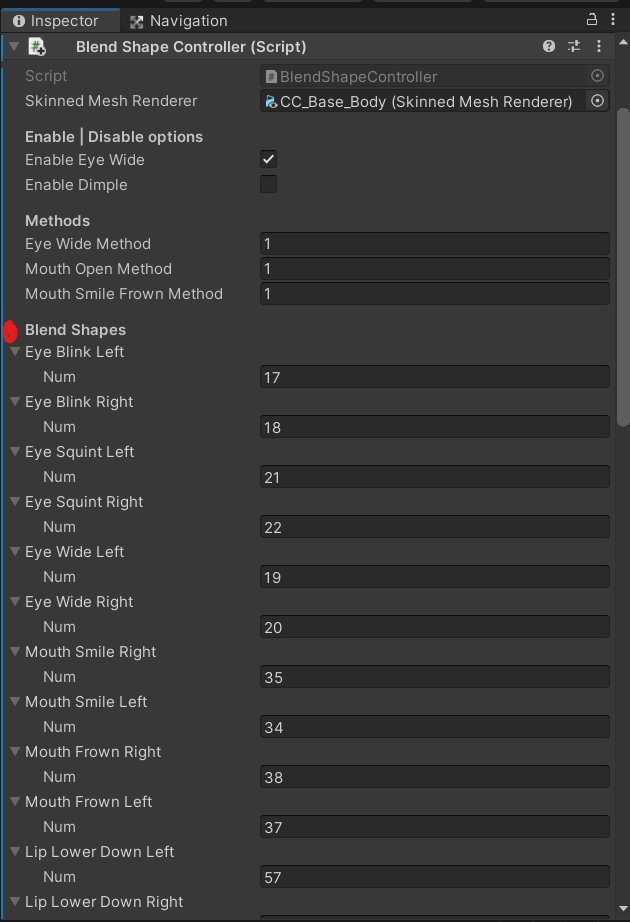 Inspector Navigation
Blend Shape Controller (Script)
Script BlendShapeController
Skinned Mesh Renderer CC_Base_Body (Skinned Mesh Renderer)
Enable | Disable options
Enable Eye Wide
Enable Dimple
Methods
Eye Wide Method 1
Mouth Open Method 1
Mouth Smile Frown Method 1
Blend Shapes
Eye Blink Left
Num 17
Eye Blink Right
Num 18
Eye Squint Left
Num 21
Eye Squint Right
Num 22
Eye Wide Left
Num 19
Eye Wide Right
Num 20
Mouth Smile Right
Num 35
Mouth Smile Left
Num 34
Mouth Frown Right
Num 38
Mouth Frown Left
Num 37
Lip Lower Down Left
Num 57
Lip Lower Down Right